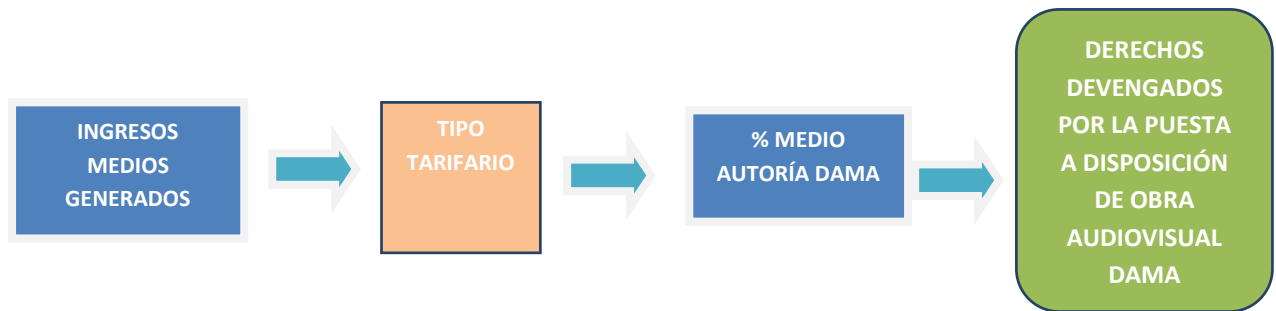 INGRESOS
MEDIOS
GENERADOS
TIPO
TARIFARIO
% MEDIO
AUTORÍA DAMA
DERECHOS
DEVENGADOS
POR LA PUESTA
A DISPOSICIÓN
DE OBRA
AUDIOVISUAL
DAMA